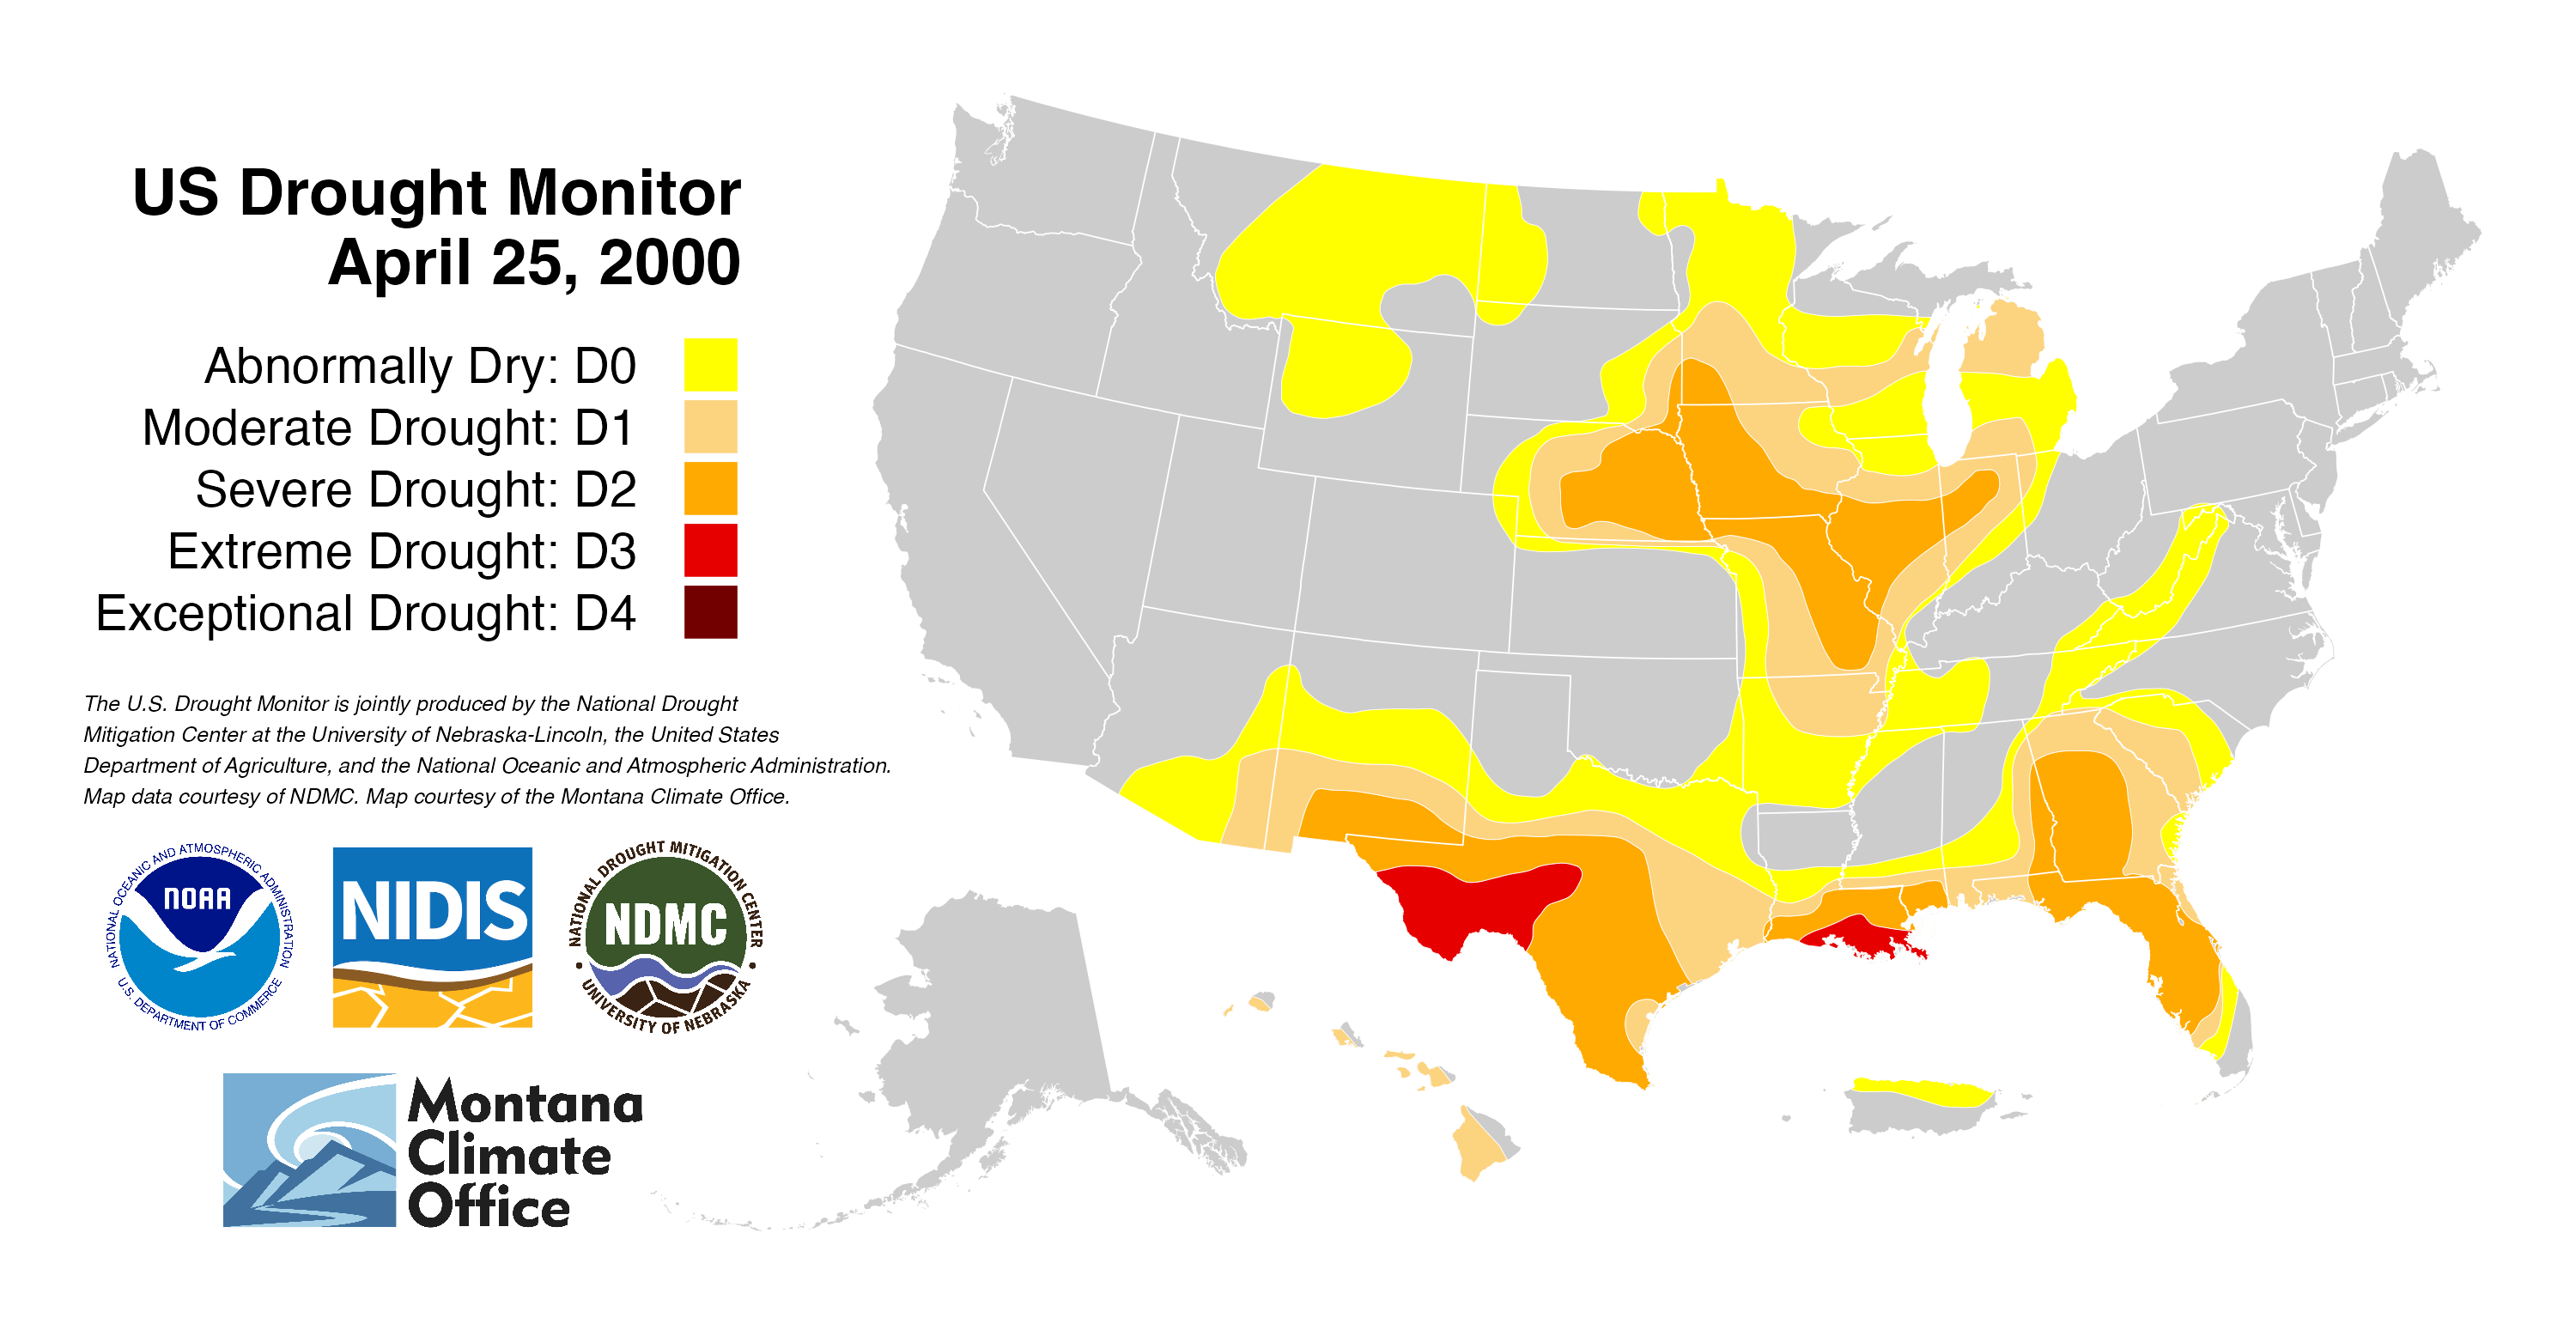 US Drought Monitor
April 25, 2000
Abnormally Dry: D0
Moderate Drought: D1
Severe Drought: D2
Extreme Drought: D3
Exceptional Drought: D4
The U.S. Drought Monitor is jointly produced by the National Drought
Mitigation Center at the University of Nebraska-Lincoln, the United States
Department of Agriculture, and the National Oceanic and Atmospheric Administration.
Map data courtesy of NDMC. Map courtesy of the Montana Climate Office.
NATIONAL OCEANIC AND ATMOSPHERIC ADMINISTRATION
NOAA
U.S. DEPARTMENT OF COMMERCE
NIDIS
NATIONAL DROUGHT MITIGATION CENTER
NDMC
UNIVERSITY OF NEBRASKA
Montana
Climate
Office